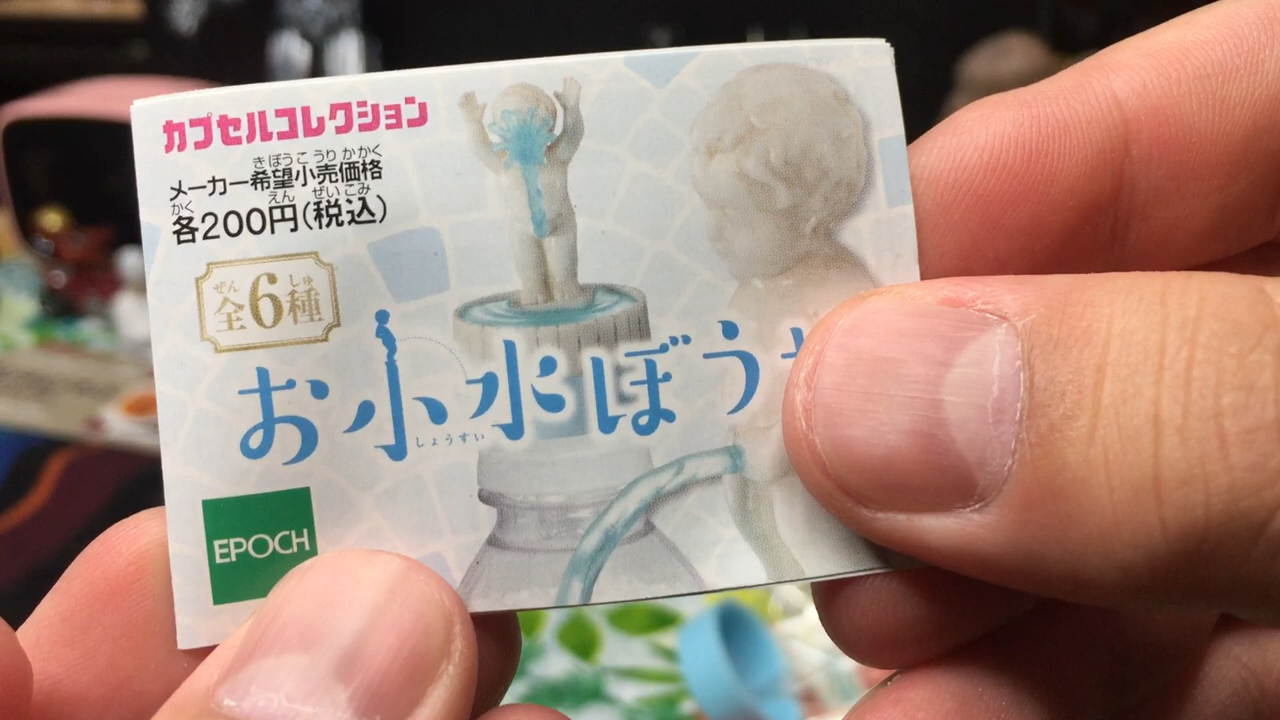 カプセルコレクション
きぼうこうりかかく
メーカー希望小売価格
かく えん ぜいこみ
各200円(税込)
ぜん しゅ
全6種
お小水ぼう
しょうすい
EPOCH